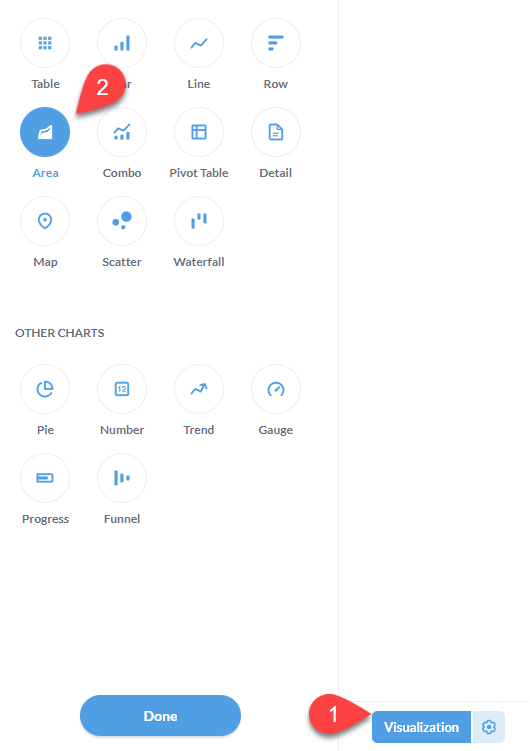 Table
Line
Row
2
Area
Combo
Pivot Table
Detail
Map
Scatter
Waterfall
OTHER CHARTS
12
Pie
Number
Trend
Gauge
Progress
Funnel
Done
1
Visualization